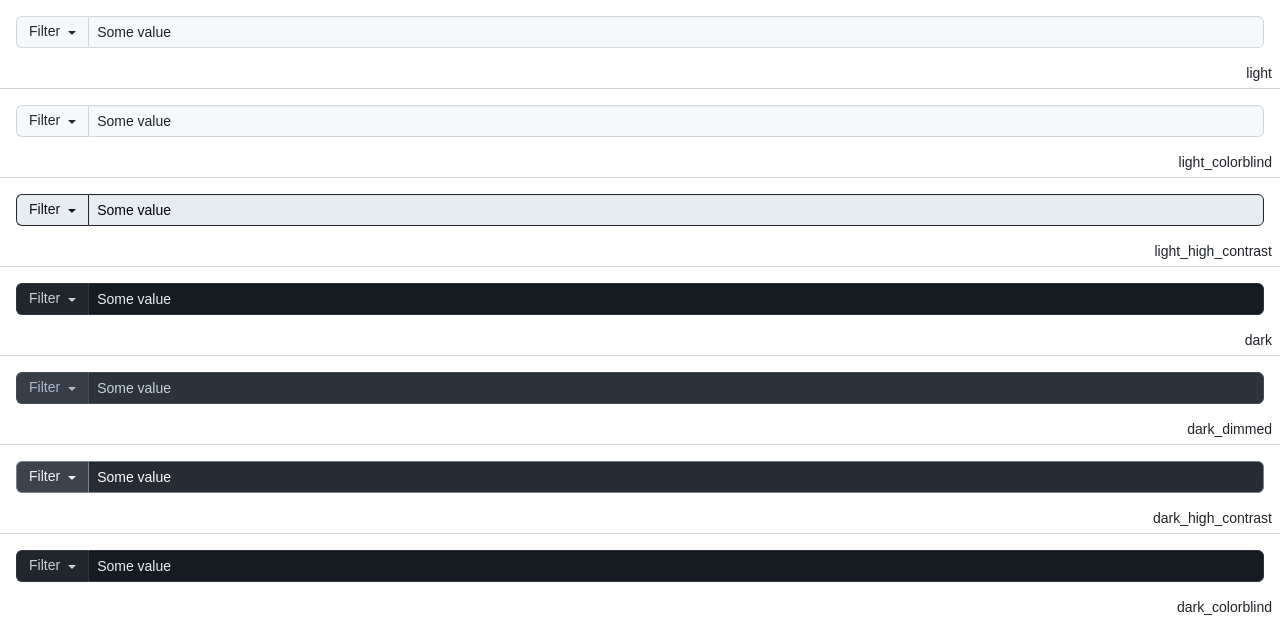 Filter Some value
light
Filter Some value
light_colorblind
Filter Some value
light_high_contrast
Filter Some value
dark
Filter Some value
dark_dimmed
Filter Some value
dark_high_contrast
Filter Some value
dark_colorblind